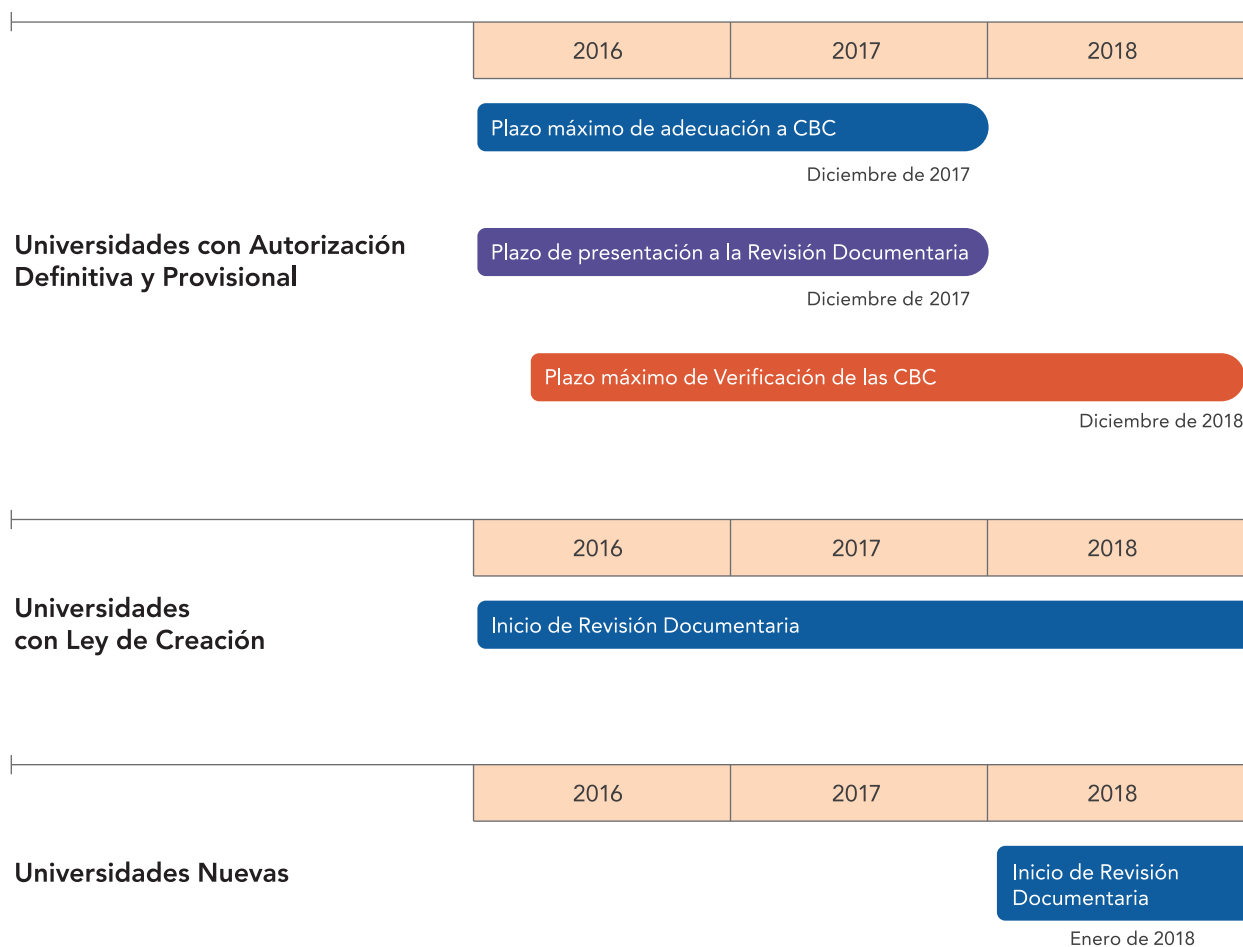 2016 2017 2018
Plazo máximo de adecuación a CBC
Diciembre de 2017
Universidades con Autorización
Definitiva y Provisional
Plazo de presentación a la Revisión Documentaria
Diciembre de 2017
Plazo máximo de Verificación de las CBC
Diciembre de 2018
2016 2017 2018
Universidades
con Ley de Creación
Inicio de Revisión Documentaria
2016 2017 2018
Universidades Nuevas
Inicio de Revisión
Documentaria
Enero de 2018